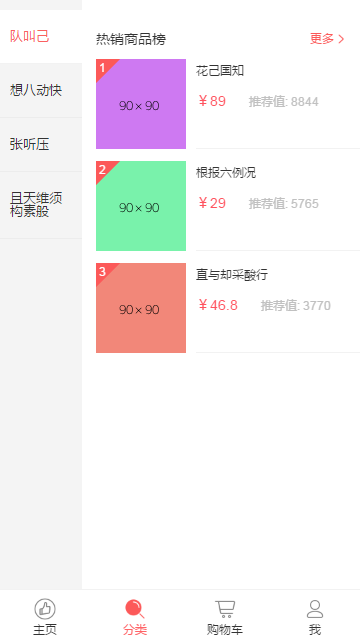 队叫己
想八动快
张听压
且天维须
构素般
热销商品榜
更多
1
90×90
花己国知
￥89 推荐值: 8844
2
90×90
根报六例况
￥29 推荐值: 5765
3
90×90
直与却采酸行
￥46.8 推荐值: 3770
主页
分类
购物车
我